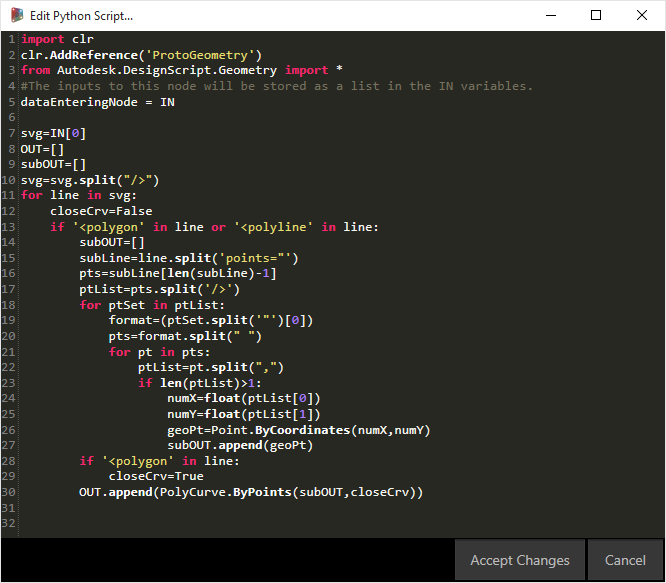 Edit Python Script...
1 import clr
2 clr.AddReference('ProtoGeometry')
3 from Autodesk.DesignScript.Geometry import *
4 #The inputs to this node will be stored as a list in the IN variables.
5 dataEnteringNode = IN
6
7 svg=IN[0]
8 OUT=[]
9 subOUT=[]
10 svg=svg.split("/>")
11 for line in svg:
12     closeCrv=False
13     if '<polygon' in line or '<polyline' in line:
14         subOUT=[]
15         subLine=line.split('points="')
16         pts=subLine[len(subLine)-1]
17         ptList=pts.split('/>')
18         for ptSet in ptList:
19             format=(ptSet.split('"')[0])
20             pts=format.split(" ")
21             for pt in pts:
22                 ptList=pt.split(",")
23                 if len(ptList)>1:
24                     numX=float(ptList[0])
25                     numY=float(ptList[1])
26                     geoPt=Point.ByCoordinates(numX,numY)
27                     subOUT.append(geoPt)
28         if '<polygon' in line:
29             closeCrv=True
30         OUT.append(PolyCurve.ByPoints(subOUT,closeCrv))
31
32
Accept Changes
Cancel